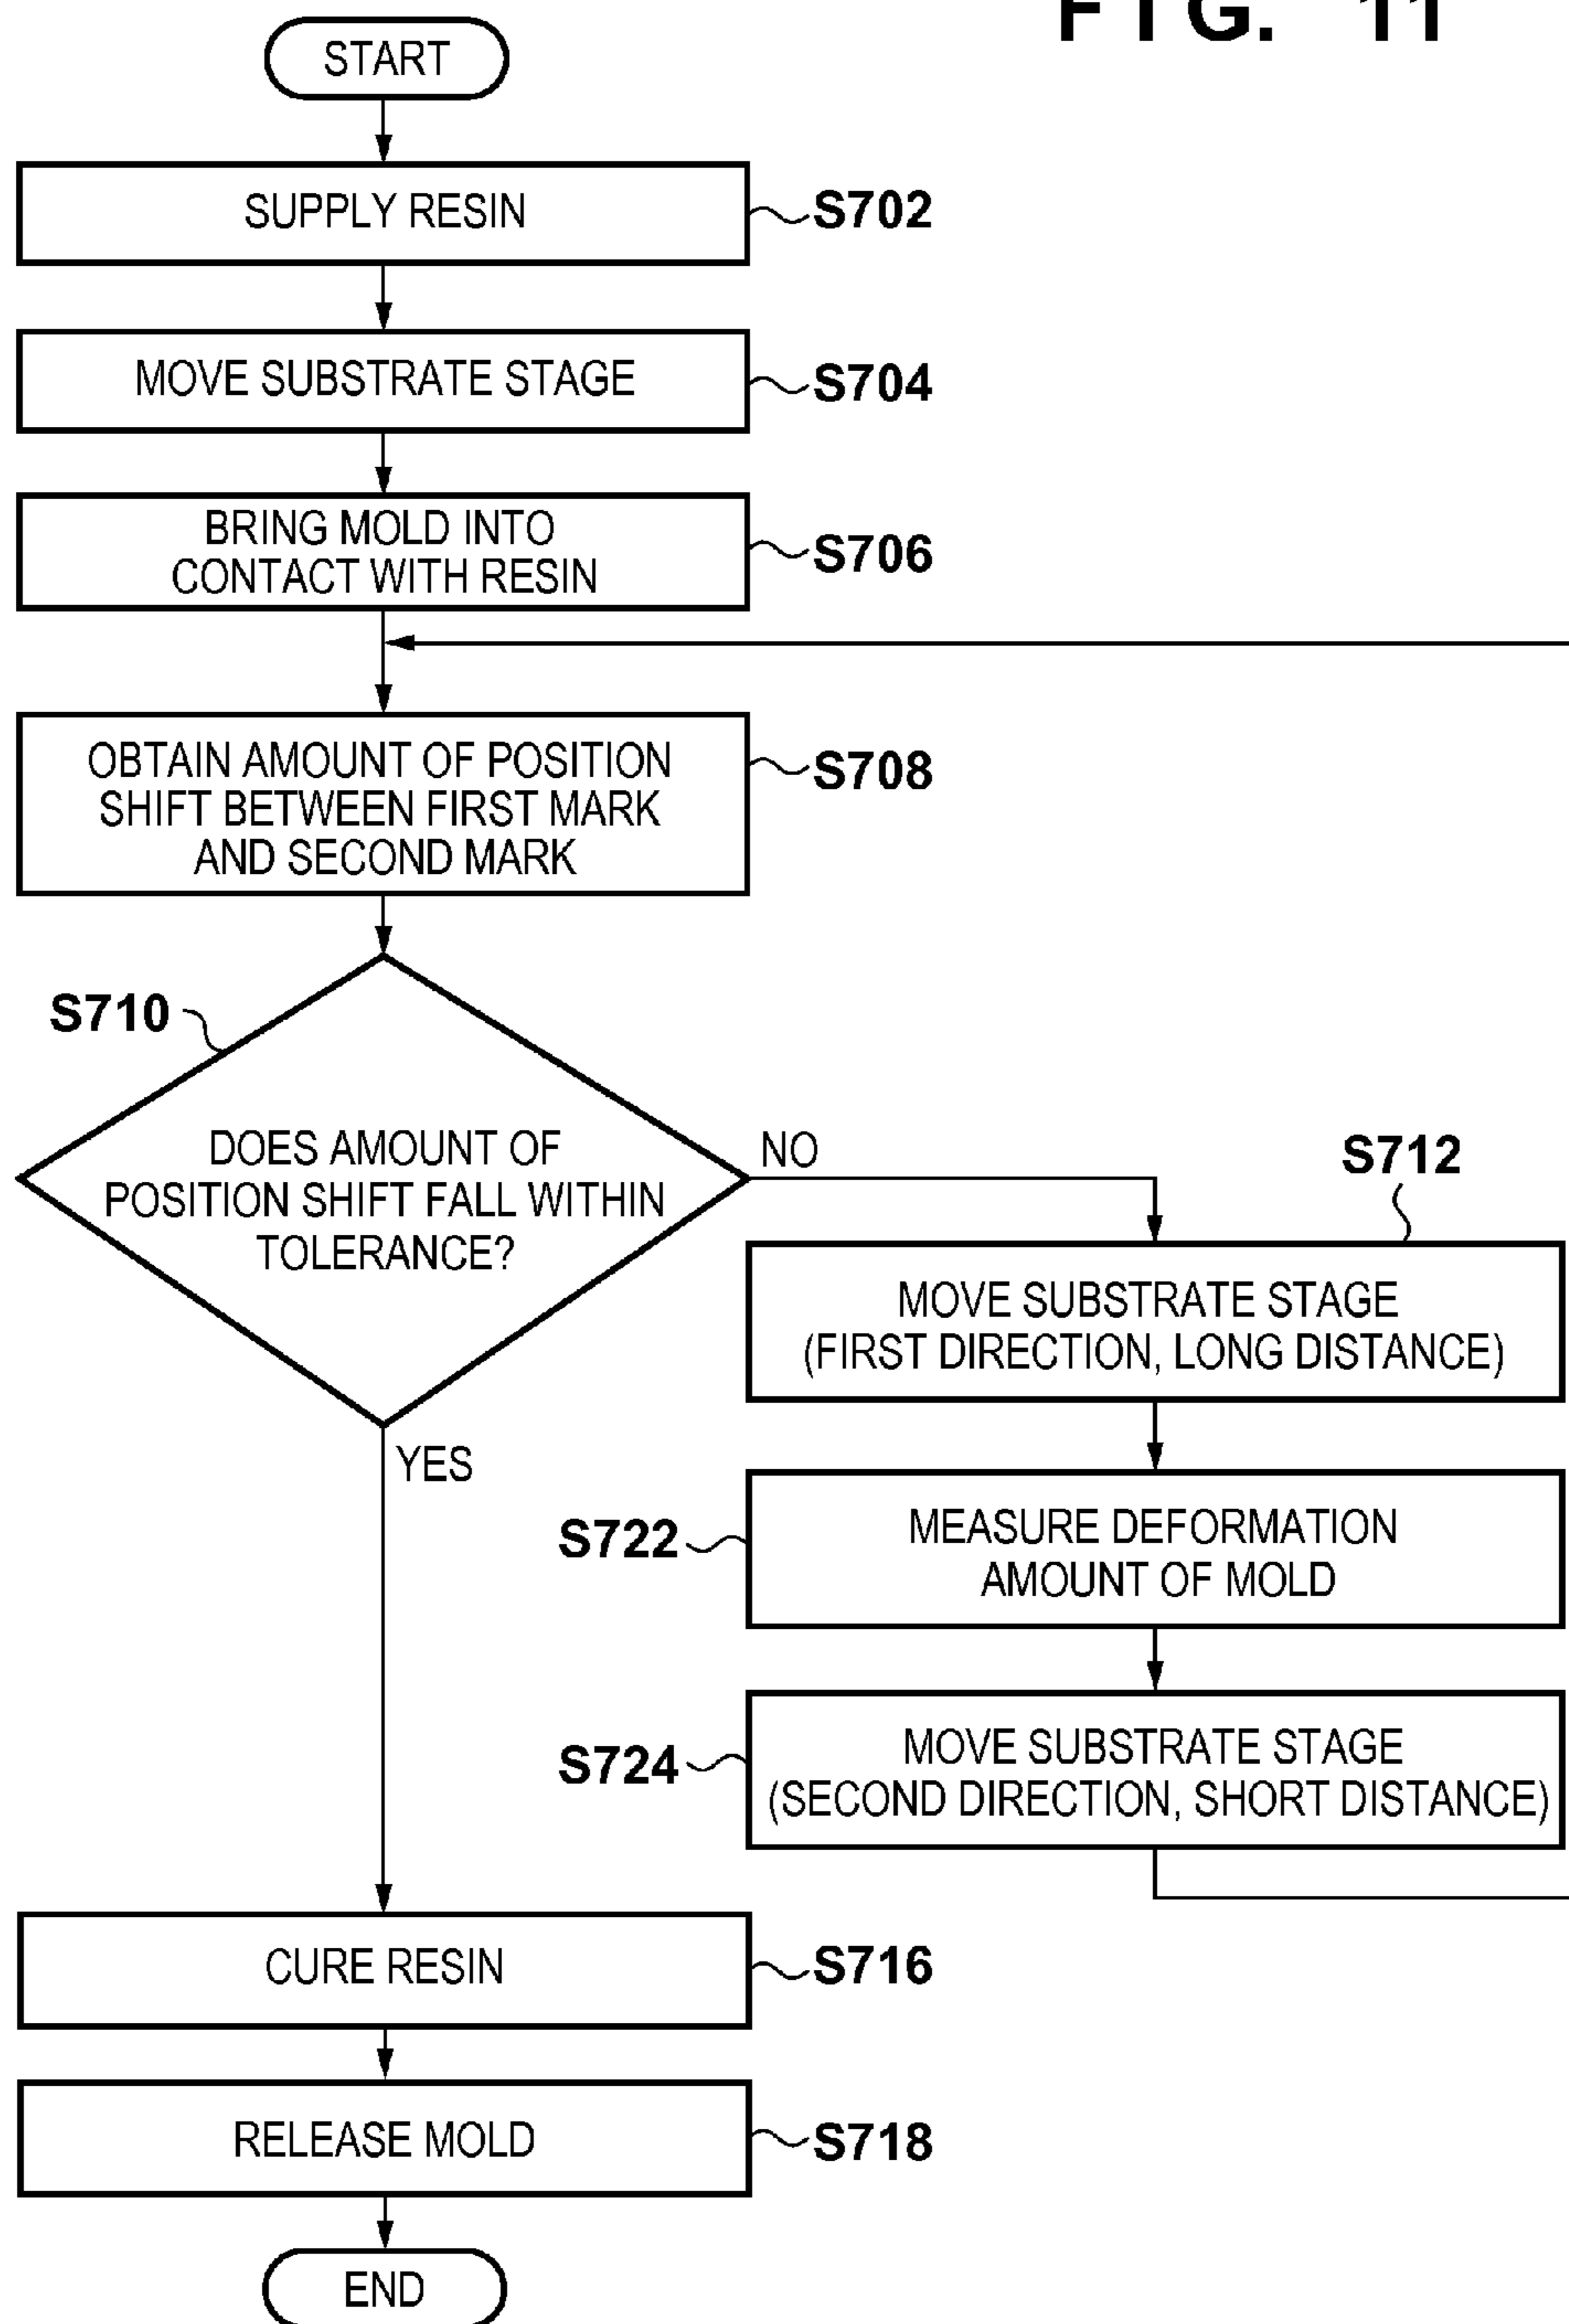 FIG. 11
START
SUPPLY RESIN
S702
MOVE SUBSTRATE STAGE
S704
BRING MOLD INTO
CONTACT WITH RESIN
S706
OBTAIN AMOUNT OF POSITION
SHIFT BETWEEN FIRST MARK
AND SECOND MARK
S708
S710
DOES AMOUNT OF
POSITION SHIFT FALL WITHIN
TOLERANCE?
NO
YES
S712
MOVE SUBSTRATE STAGE
(FIRST DIRECTION, LONG DISTANCE)
S722
MEASURE DEFORMATION
AMOUNT OF MOLD
S724
MOVE SUBSTRATE STAGE
(SECOND DIRECTION, SHORT DISTANCE)
CURE RESIN
S716
RELEASE MOLD
S718
END